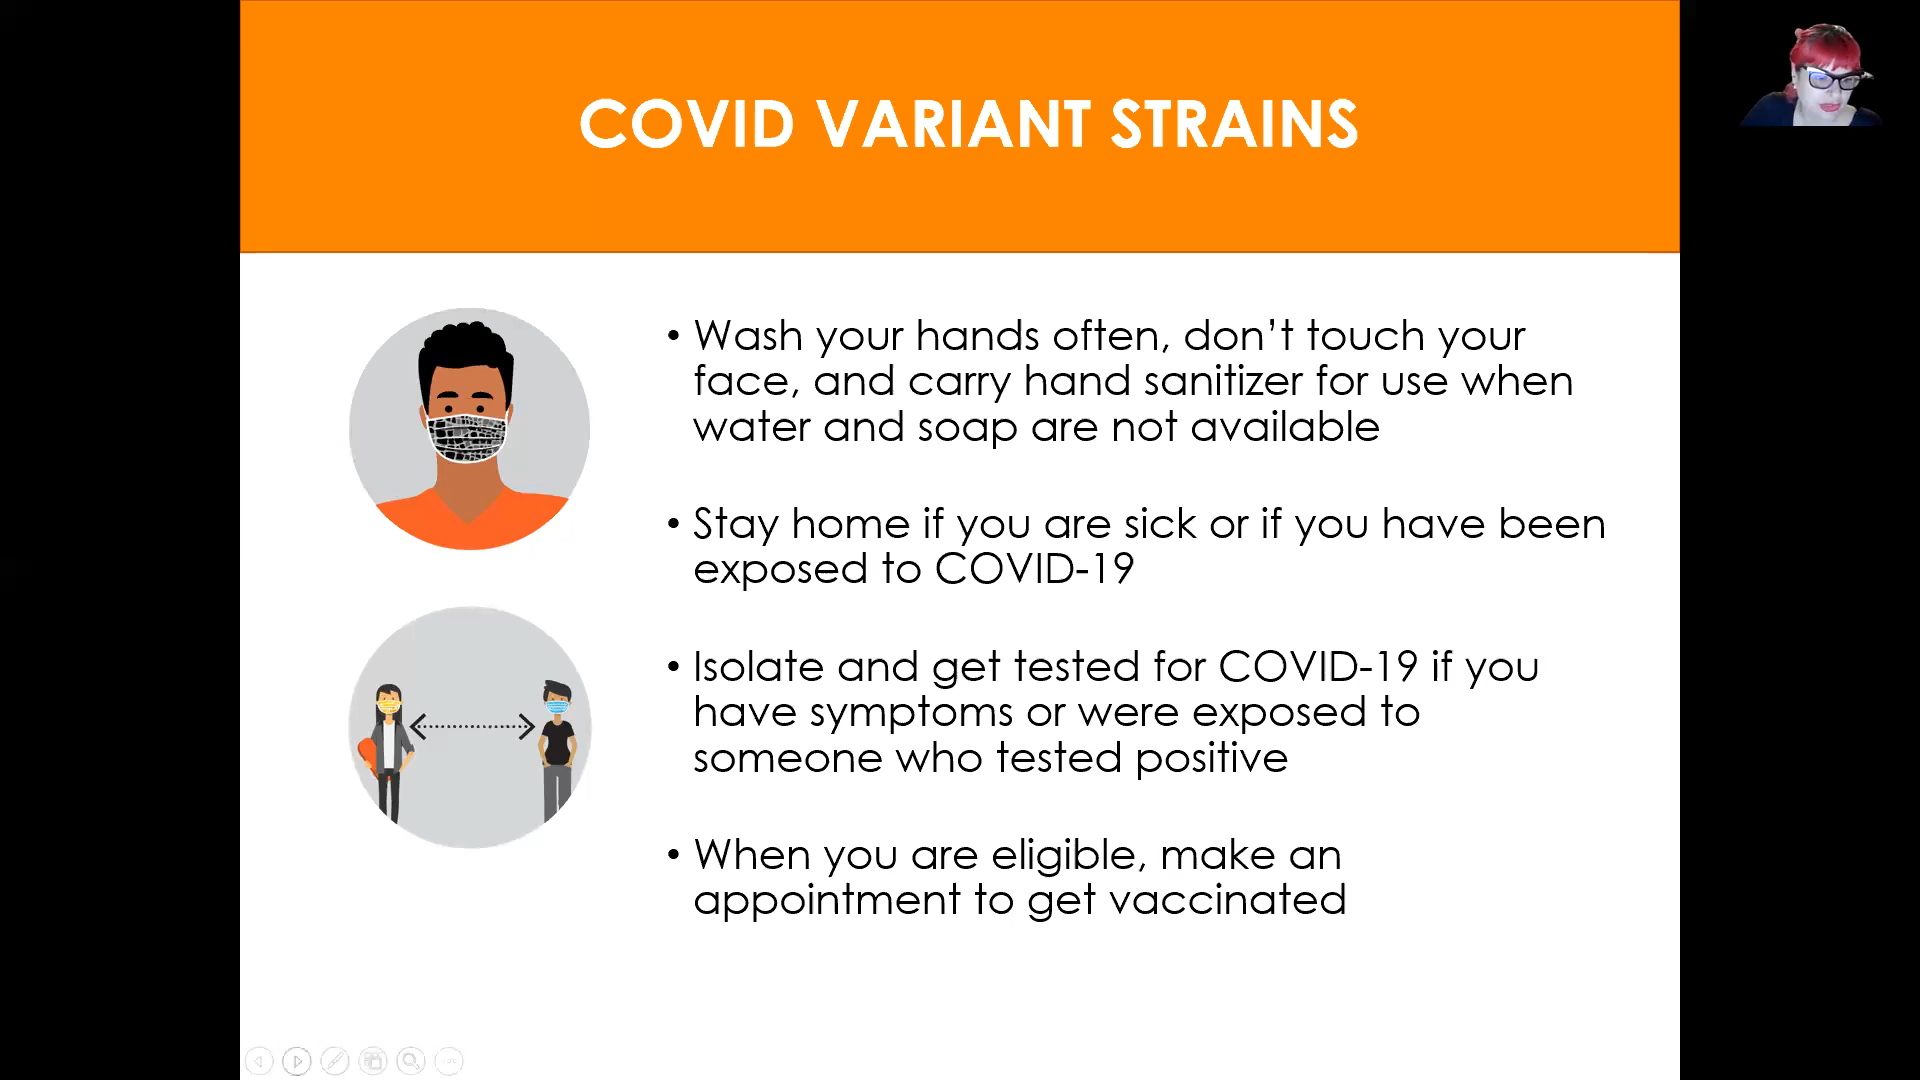 COVID VARIANT STRAINS
• Wash your hands often, don’t touch your
face, and carry hand sanitizer for use when
water and soap are not available
• Stay home if you are sick or if you have been
exposed to COVID-19
• Isolate and get tested for COVID-19 if you
have symptoms or were exposed to
someone who tested positive
• When you are eligible, make an
appointment to get vaccinated